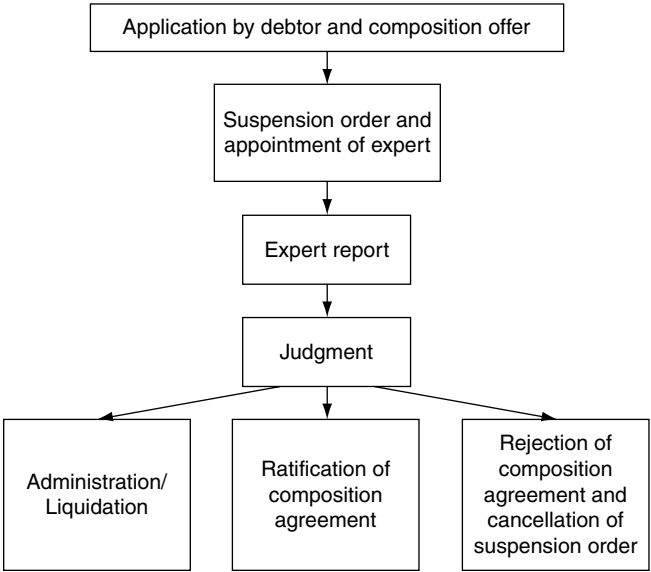 Application by debtor and composition offer
Suspension order and
appointment of expert
Expert report
Judgment
Administration/
Liquidation
Ratification of
composition
agreement
Rejection of
composition
agreement and
cancellation of
suspension order